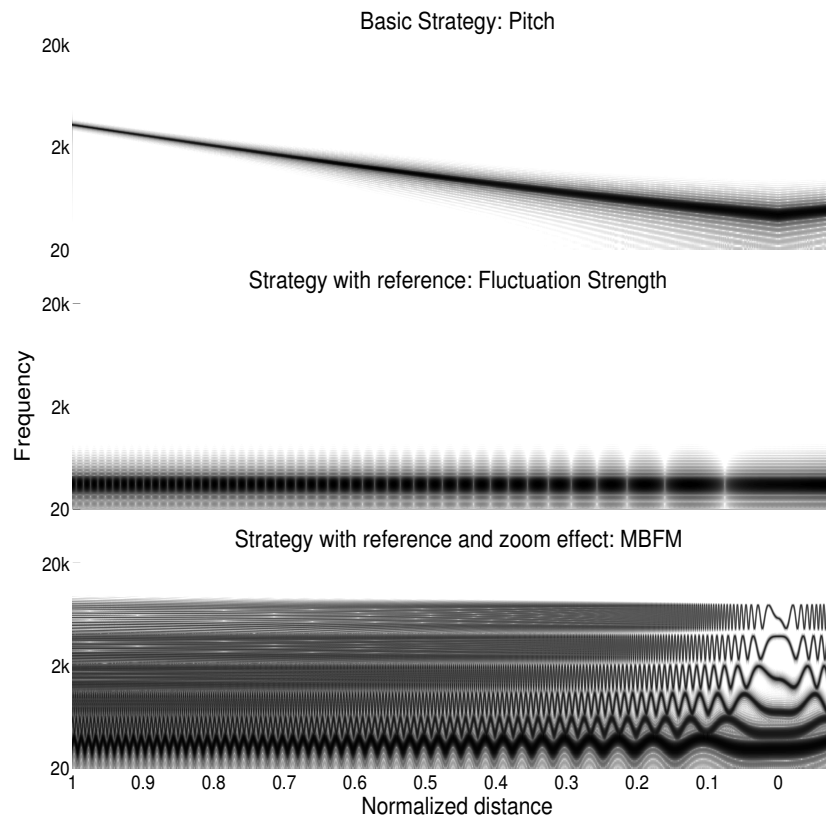 Basic Strategy: Pitch
20k
2k
20
Strategy with reference: Fluctuation Strength
20k
2k
20
Frequency
Strategy with reference and zoom effect: MBFM
20k
2k
20
1 0.9 0.8 0.7 0.6 0.5 0.4 0.3 0.2 0.1 0
Normalized distance